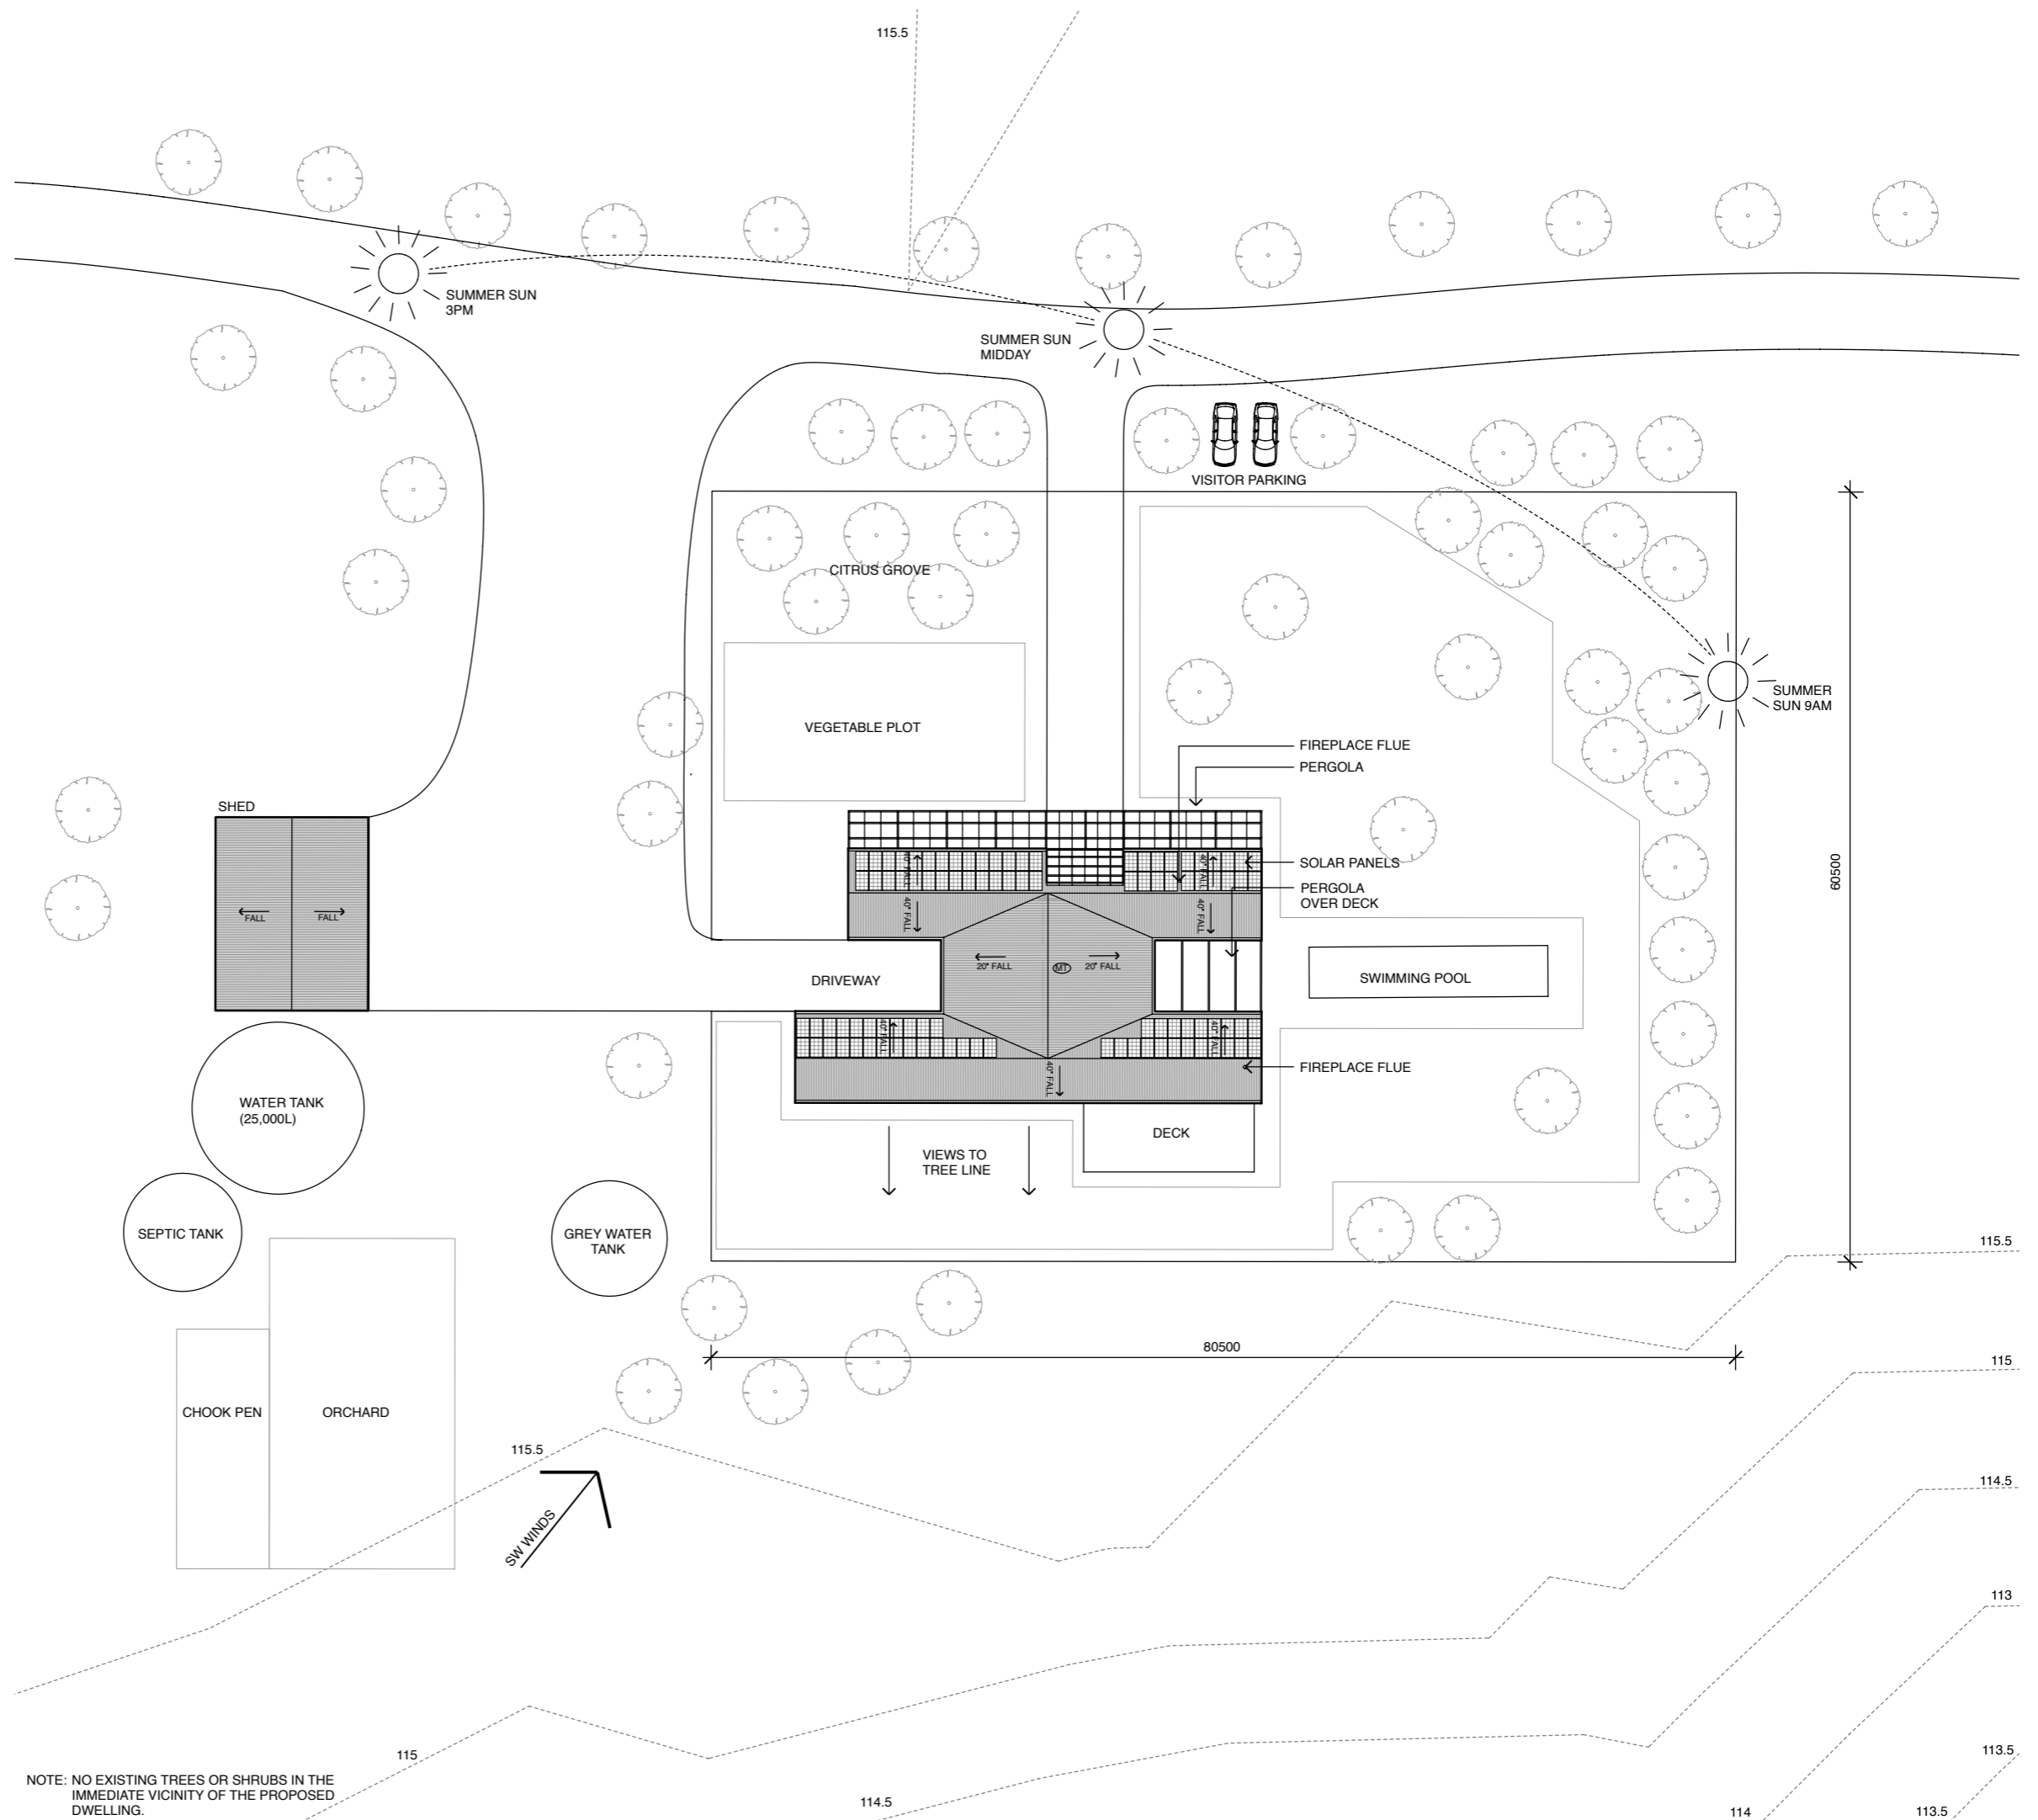 115.5
SUMMER SUN
3PM
SUMMER SUN
MIDDAY
VISITOR PARKING
CITRUS GROVE
SUMMER
SUN 9AM
VEGETABLE PLOT
FIREPLACE FLUE
PERGOLA
SHED
SOLAR PANELS
PERGOLA
OVER DECK
60500
40° FALL
40° FALL
40° FALL
40° FALL
FALL
FALL
20° FALL
MT
20° FALL
DRIVEWAY
SWIMMING POOL
40° FALL
40° FALL
40° FALL
FIREPLACE FLUE
WATER TANK
(25,000L)
DECK
VIEWS TO
TREE LINE
SEPTIC TANK
GREY WATER
TANK
115.5
80500
115
CHOOK PEN
ORCHARD
115.5
114.5
SW WINDS
113
115
113.5
NOTE: NO EXISTING TREES OR SHRUBS IN THE
IMMEDIATE VICINITY OF THE PROPOSED
DWELLING.
114.5
114
113.5